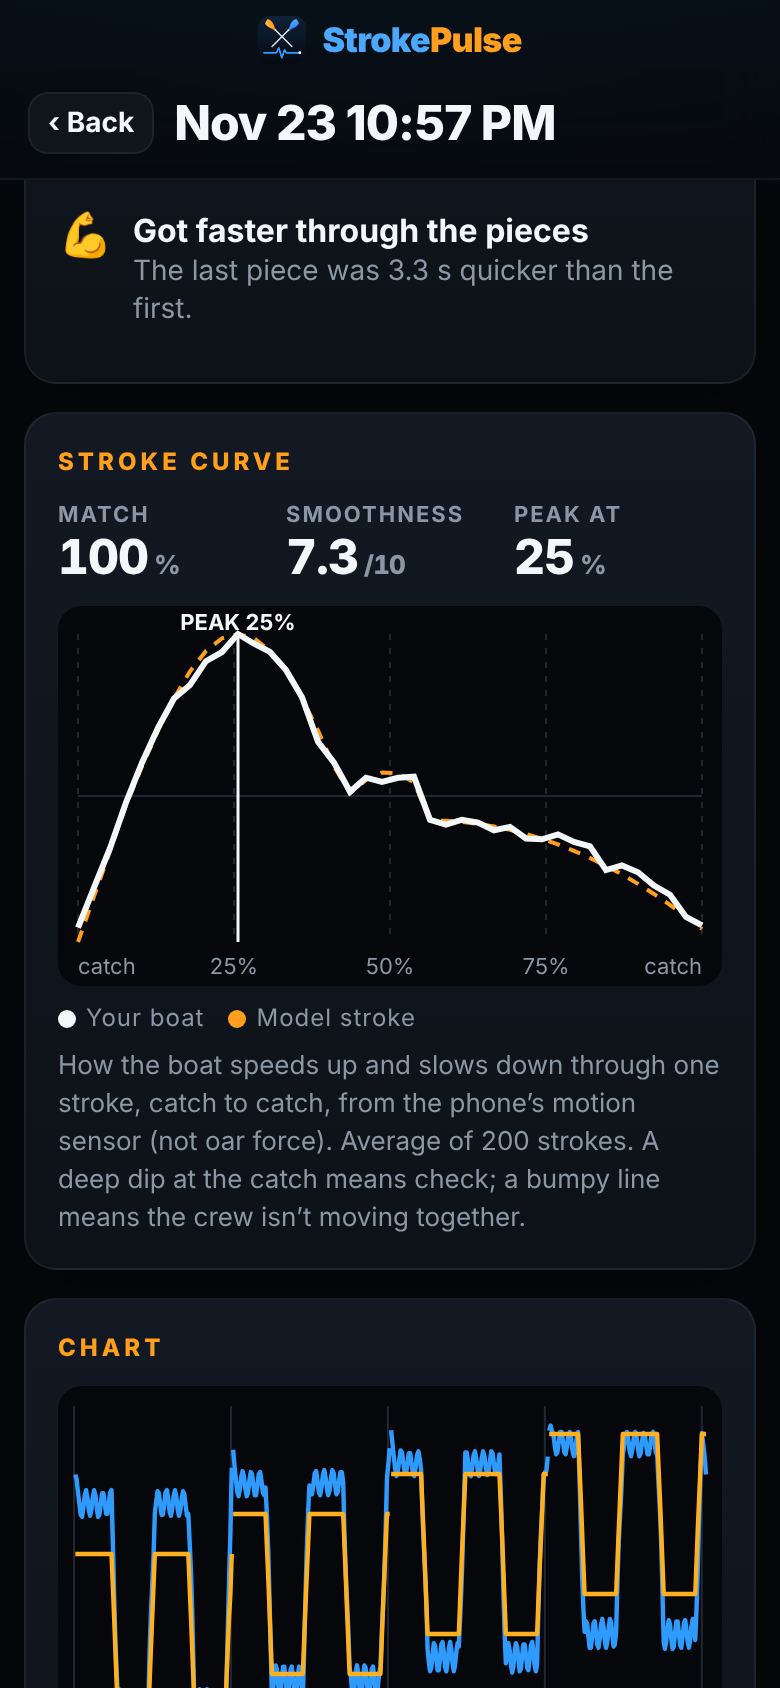 StrokePulse
‹ Back
Nov 23 10:57 PM
Got faster through the pieces
The last piece was 3.3 s quicker than the
first.
STROKE CURVE
MATCH SMOOTHNESS PEAK AT
100 % 7.3 /10 25 %
PEAK 25%
catch 25% 50% 75% catch
Your boat Model stroke
How the boat speeds up and slows down through one
stroke, catch to catch, from the phone’s motion
sensor (not oar force). Average of 200 strokes. A
deep dip at the catch means check; a bumpy line
means the crew isn’t moving together.
CHART